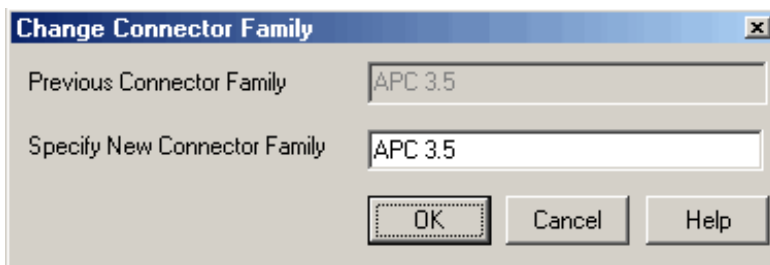 Change Connector Family
Previous Connector Family APC 3.5
Specify New Connector Family APC 3.5
OK Cancel Help